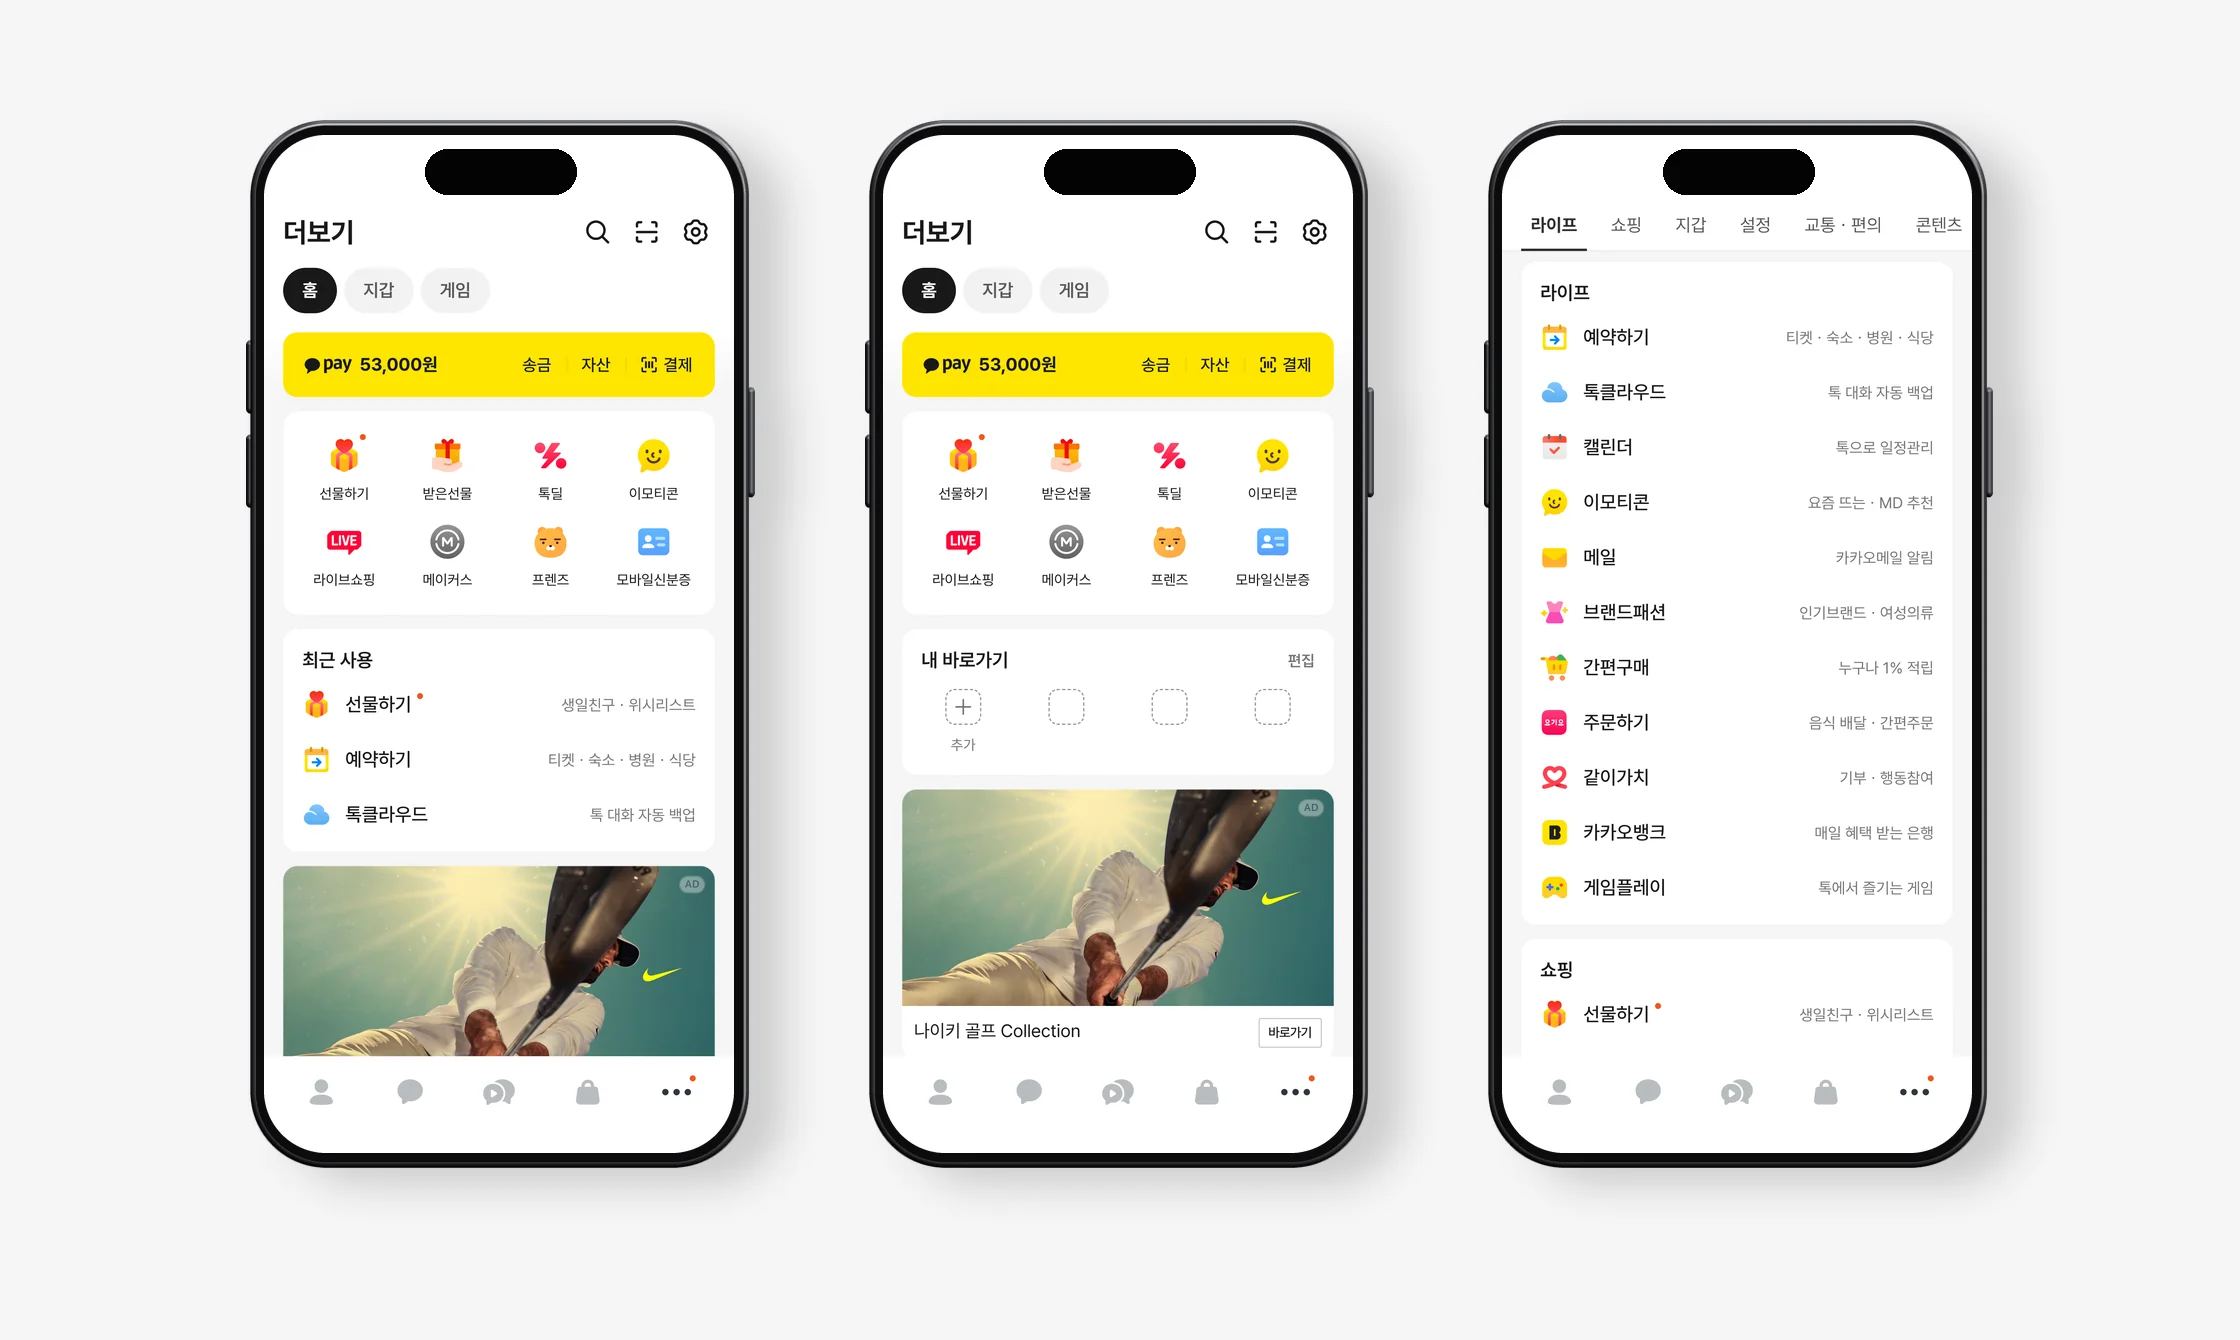 더보기
홈 지갑 게임
pay 53,000원 송금 자산 결제
선물하기 받은선물 톡딜 이모티콘
LIVE M
라이브쇼핑 메이커스 프렌즈 모바일신분증
최근 사용
선물하기 생일친구 · 위시리스트
예약하기 티켓 · 숙소 · 병원 · 식당
톡클라우드 톡 대화 자동 백업
AD
더보기
홈 지갑 게임
pay 53,000원 송금 자산 결제
선물하기 받은선물 톡딜 이모티콘
LIVE M
라이브쇼핑 메이커스 프렌즈 모바일신분증
내 바로가기 편집
추가
AD
나이키 골프 Collection 바로가기
라이프 쇼핑 지갑 설정 교통 · 편의 콘텐츠
라이프
예약하기 티켓 · 숙소 · 병원 · 식당
톡클라우드 톡 대화 자동 백업
캘린더 톡으로 일정관리
이모티콘 요즘 뜨는 · MD 추천
메일 카카오메일 알림
브랜드패션 인기브랜드 · 여성의류
간편구매 누구나 1% 적립
요기요 주문하기 음식 배달 · 간편주문
같이가치 기부 · 행동참여
B 카카오뱅크 매일 혜택 받는 은행
게임플레이 톡에서 즐기는 게임
쇼핑
선물하기 생일친구 · 위시리스트